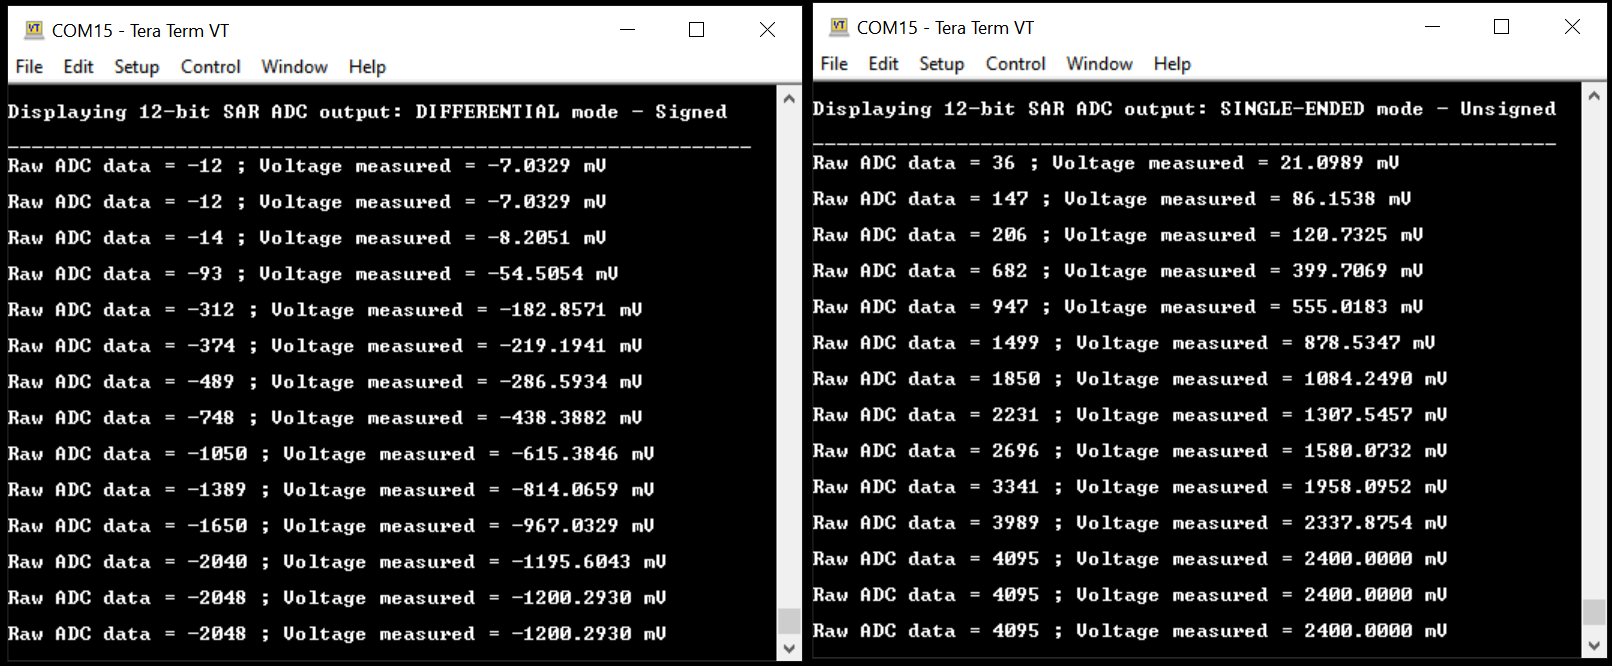 COM15 - Tera Term VT
File Edit Setup Control Window Help
Displaying 12-bit SAR ADC output: DIFFERENTIAL mode - Signed
Raw ADC data = -12 ; Voltage measured = -7.0329 mV
Raw ADC data = -12 ; Voltage measured = -7.0329 mV
Raw ADC data = -14 ; Voltage measured = -8.2051 mV
Raw ADC data = -93 ; Voltage measured = -54.5054 mV
Raw ADC data = -312 ; Voltage measured = -182.8571 mV
Raw ADC data = -374 ; Voltage measured = -219.1941 mV
Raw ADC data = -489 ; Voltage measured = -286.5934 mV
Raw ADC data = -748 ; Voltage measured = -438.3882 mV
Raw ADC data = -1050 ; Voltage measured = -615.3846 mV
Raw ADC data = -1389 ; Voltage measured = -814.0659 mV
Raw ADC data = -1650 ; Voltage measured = -967.0329 mV
Raw ADC data = -2040 ; Voltage measured = -1195.6043 mV
Raw ADC data = -2048 ; Voltage measured = -1200.2930 mV
Raw ADC data = -2048 ; Voltage measured = -1200.2930 mV
COM15 - Tera Term VT
File Edit Setup Control Window Help
Displaying 12-bit SAR ADC output: SINGLE-ENDED mode - Unsigned
Raw ADC data = 36 ; Voltage measured = 21.0989 mV
Raw ADC data = 147 ; Voltage measured = 86.1538 mV
Raw ADC data = 206 ; Voltage measured = 120.7325 mV
Raw ADC data = 682 ; Voltage measured = 399.7069 mV
Raw ADC data = 947 ; Voltage measured = 555.0183 mV
Raw ADC data = 1499 ; Voltage measured = 878.5347 mV
Raw ADC data = 1850 ; Voltage measured = 1084.2490 mV
Raw ADC data = 2231 ; Voltage measured = 1307.5457 mV
Raw ADC data = 2696 ; Voltage measured = 1580.0732 mV
Raw ADC data = 3341 ; Voltage measured = 1958.0952 mV
Raw ADC data = 3989 ; Voltage measured = 2337.8754 mV
Raw ADC data = 4095 ; Voltage measured = 2400.0000 mV
Raw ADC data = 4095 ; Voltage measured = 2400.0000 mV
Raw ADC data = 4095 ; Voltage measured = 2400.0000 mV